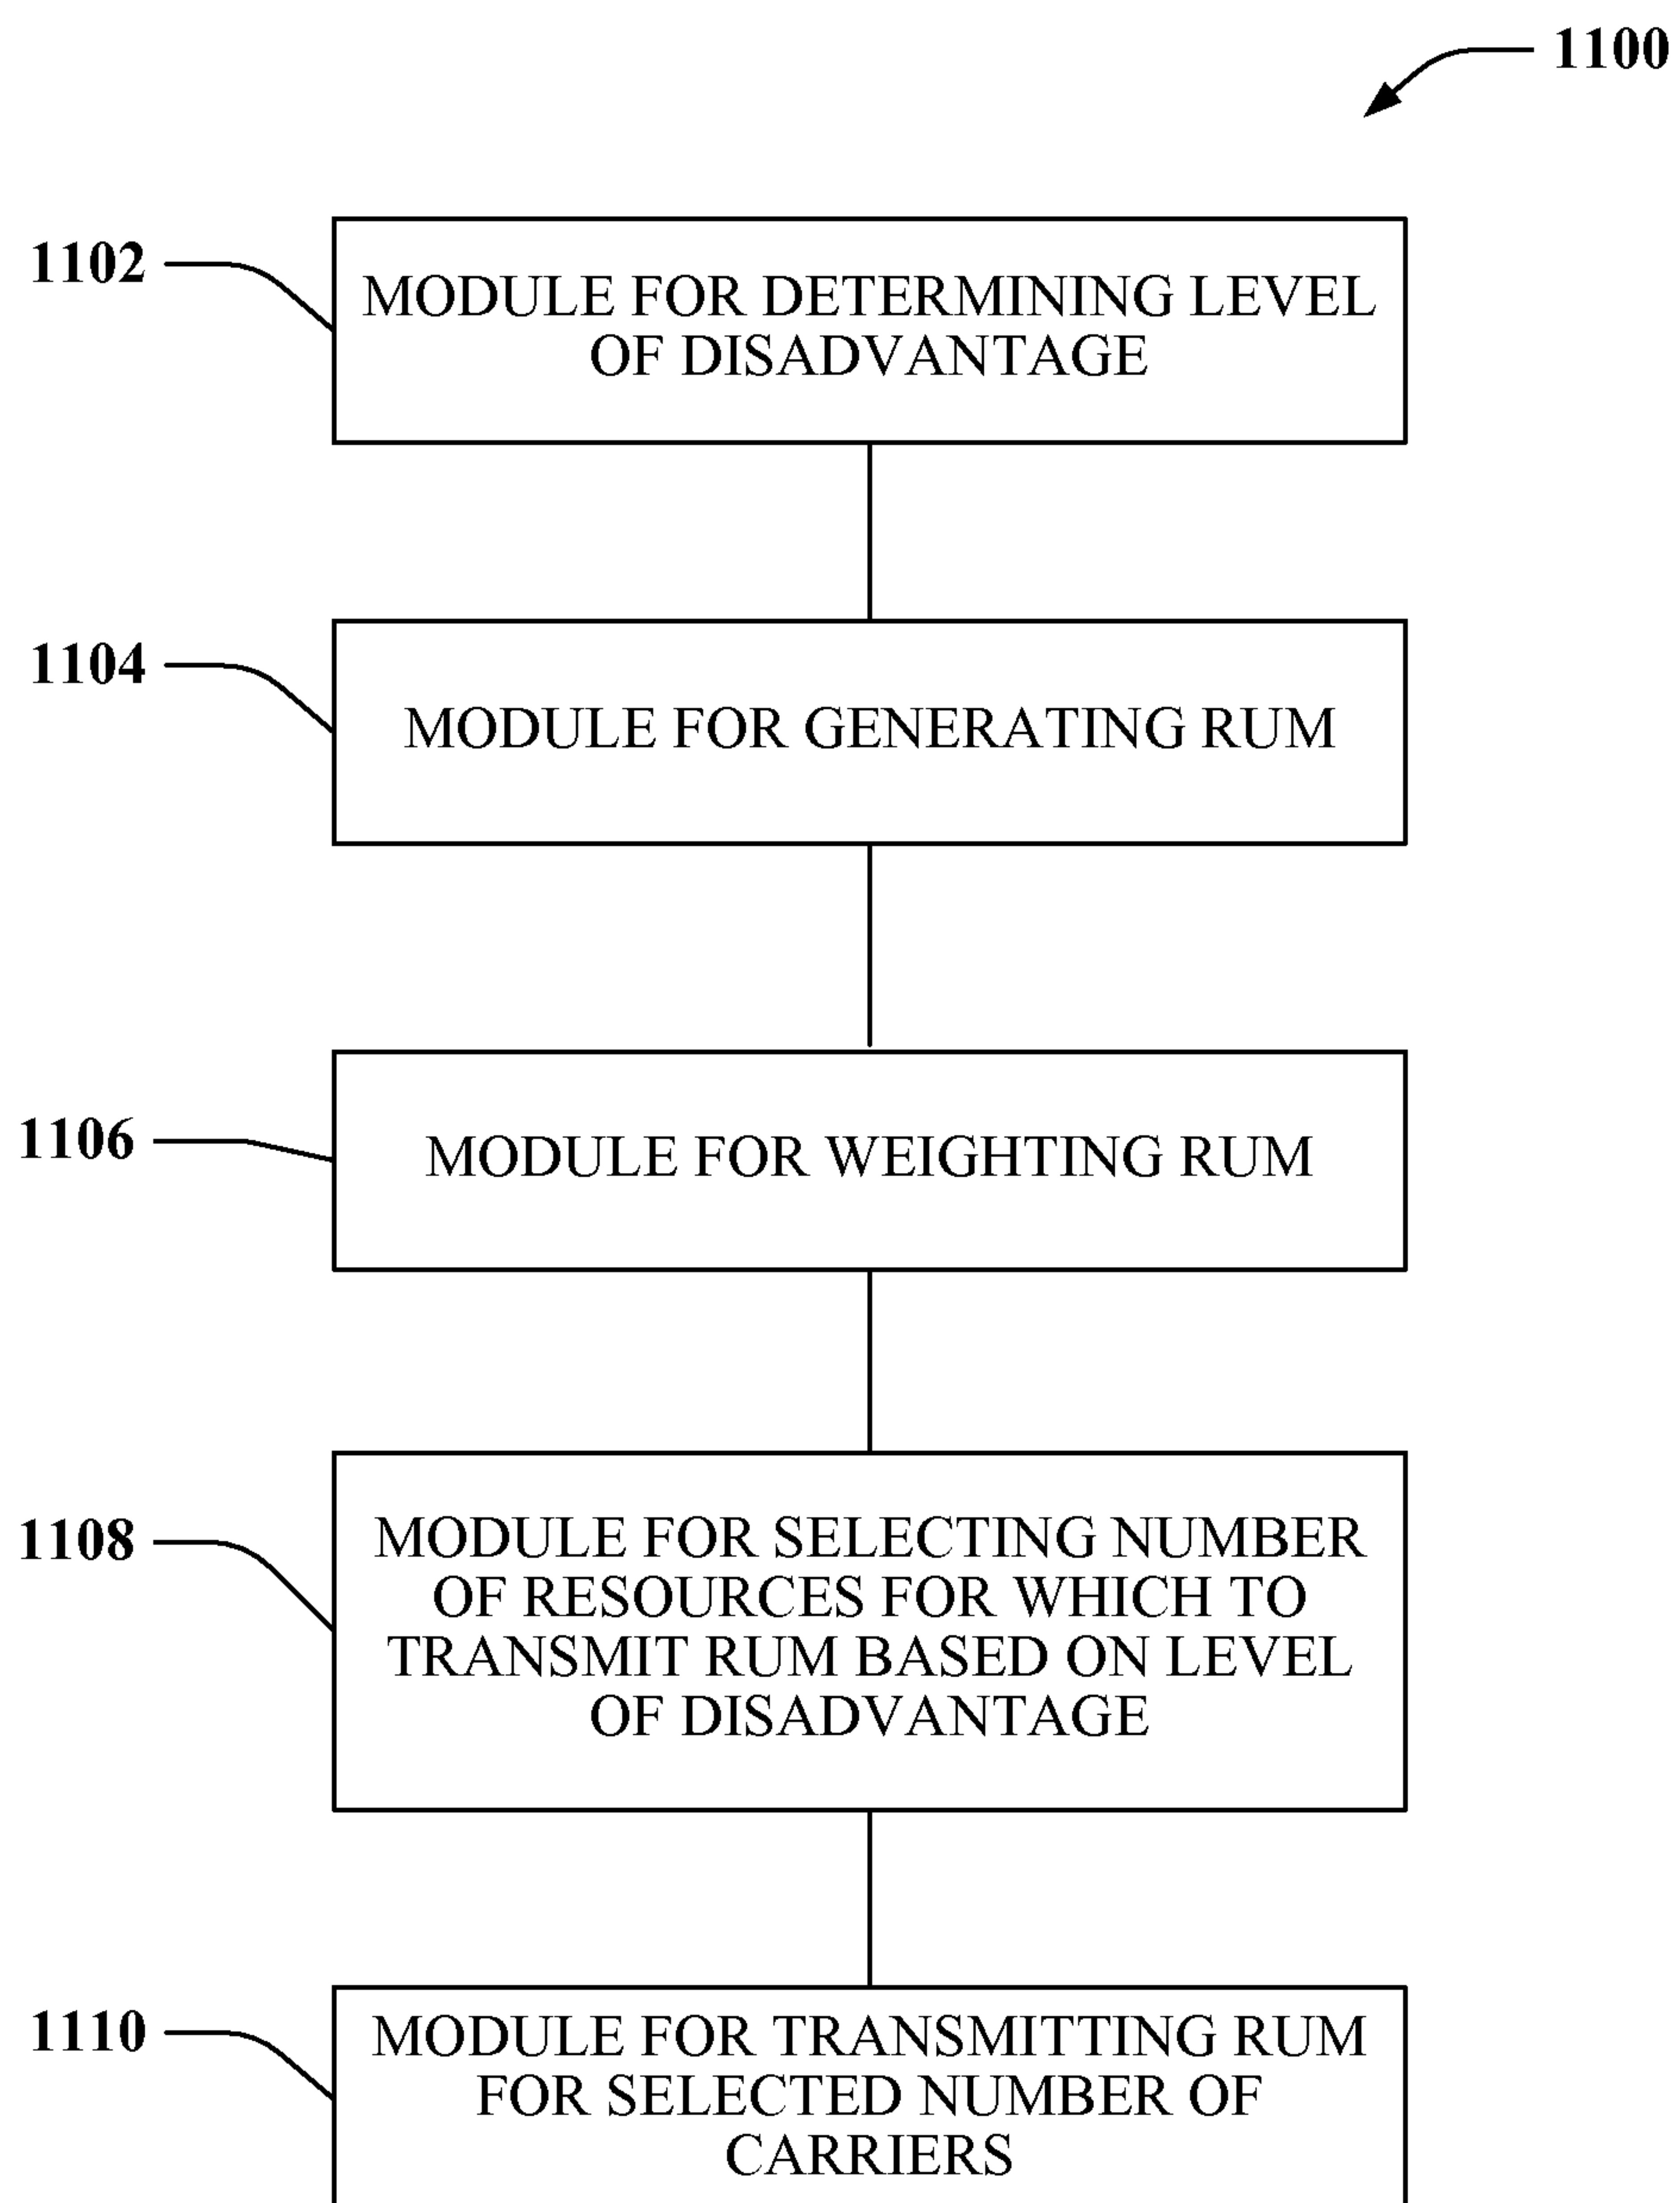 1100
1102
MODULE FOR DETERMINING LEVEL
OF DISADVANTAGE
1104
MODULE FOR GENERATING RUM
1106
MODULE FOR WEIGHTING RUM
1108
MODULE FOR SELECTING NUMBER
OF RESOURCES FOR WHICH TO
TRANSMIT RUM BASED ON LEVEL
OF DISADVANTAGE
1110
MODULE FOR TRANSMITTING RUM
FOR SELECTED NUMBER OF
CARRIERS